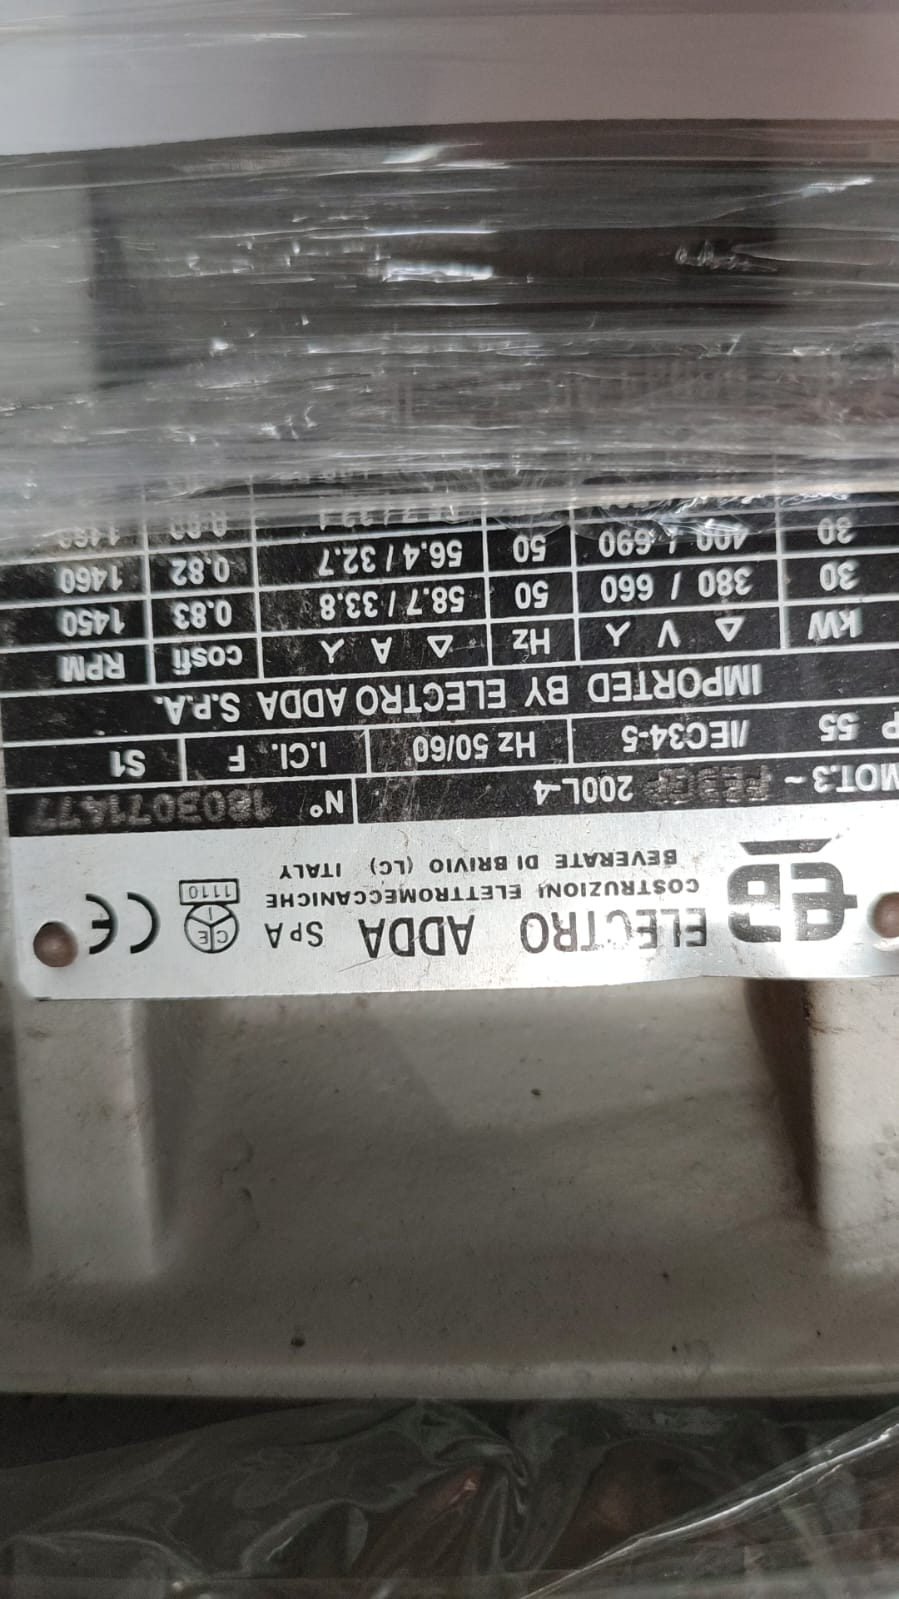 ELECTRO ADDA SPA
COSTRUZIONI ELETTROMECCANICHE
BEVERATE DI BRIVIO (LC) ITALY
CE
1110
CE
MOT.3 ~ 200L-4 N°
P 55 /IEC34-5 Hz 50/60 I.Cl. F S1
IMPORTED BY ELECTRO ADDA S.P.A.
kW △ V Y Hz △ A Y cosfi RPM
30 380 / 660 50 58.7 / 33.8 0.83 1450
30 400 / 690 50 56.4 / 32.7 0.82 1460